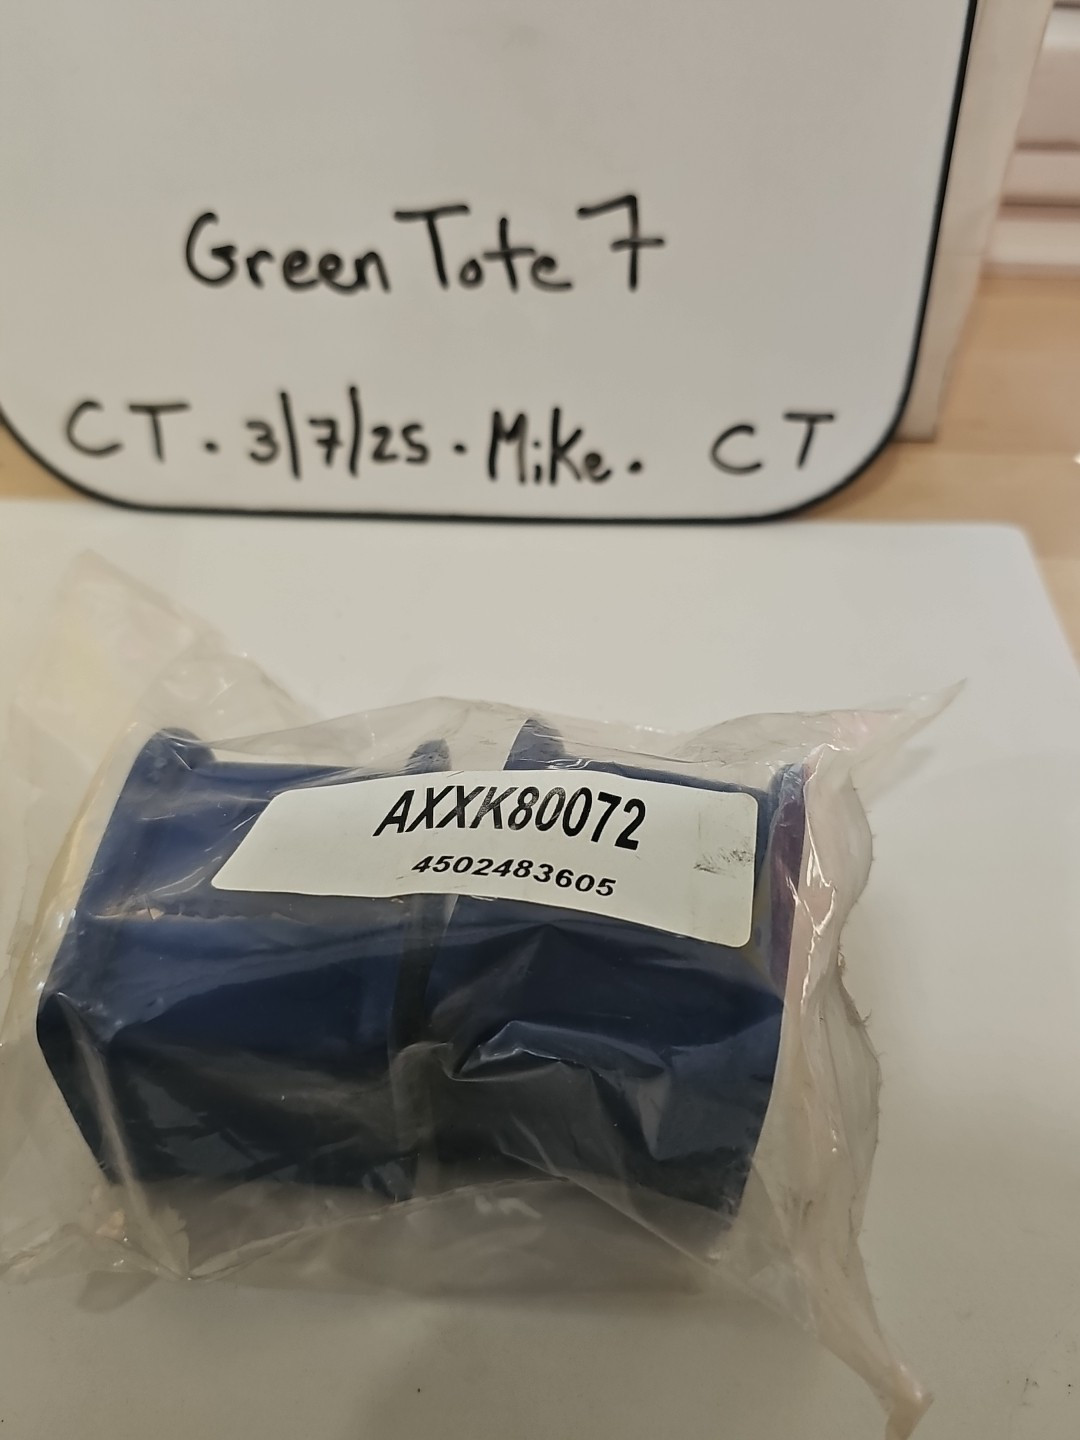 Green Tote 7
CT. 3/7/25. Mike. CT
AXXK80072
4502483605